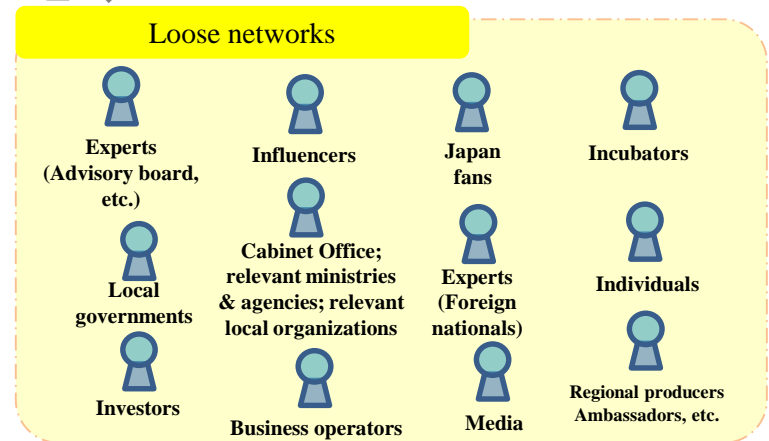 Loose networks
Experts
(Advisory board,
etc.)
Influencers
Japan
fans
Incubators
Local
governments
Cabinet Office;
relevant ministries
& agencies; relevant
local organizations
Experts
(Foreign
nationals)
Individuals
Investors
Business operators
Media
Regional producers
Ambassadors, etc.